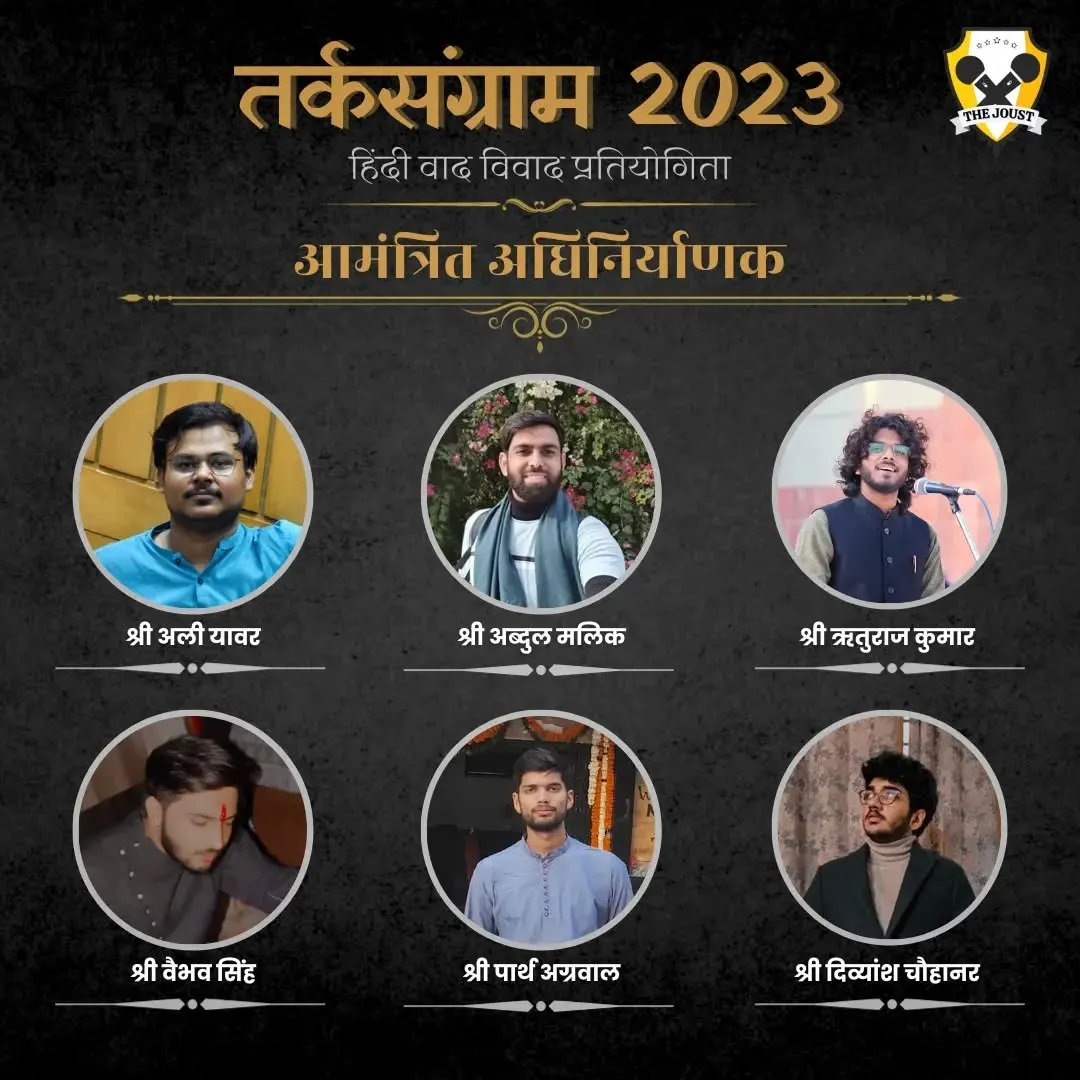 तर्कसंग्राम 2023
THE JOUST
हिंदी वाद विवाद प्रतियोगिता
आमंत्रित अधिनिर्याणक
श्री अली यावर
श्री अब्दुल मलिक
श्री ऋतुराज कुमार
श्री वैभव सिंह
श्री पार्थ अग्रवाल
श्री दिव्यांश चौहानर